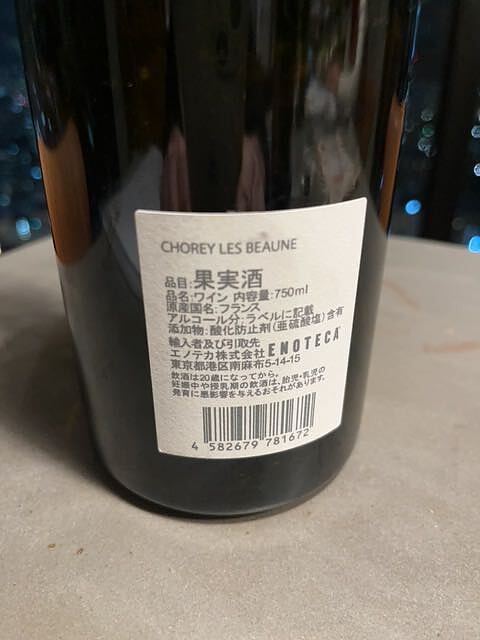 CHOREY LES BEAUNE
品目:果実酒
品名:ワイン 内容量:750ml
原産国名:フランス
アルコール分:ラベルに記載
添加物:酸化防止剤(亜硫酸塩)含有
輸入者及び引取先
エノテカ株式会社 ENOTECA
東京都港区南麻布5-14-15
飲酒は20歳になってから。
妊娠中や授乳期の飲酒は、胎児・乳児の
発育に悪影響を与えるおそれがあります。
4 582679 781672